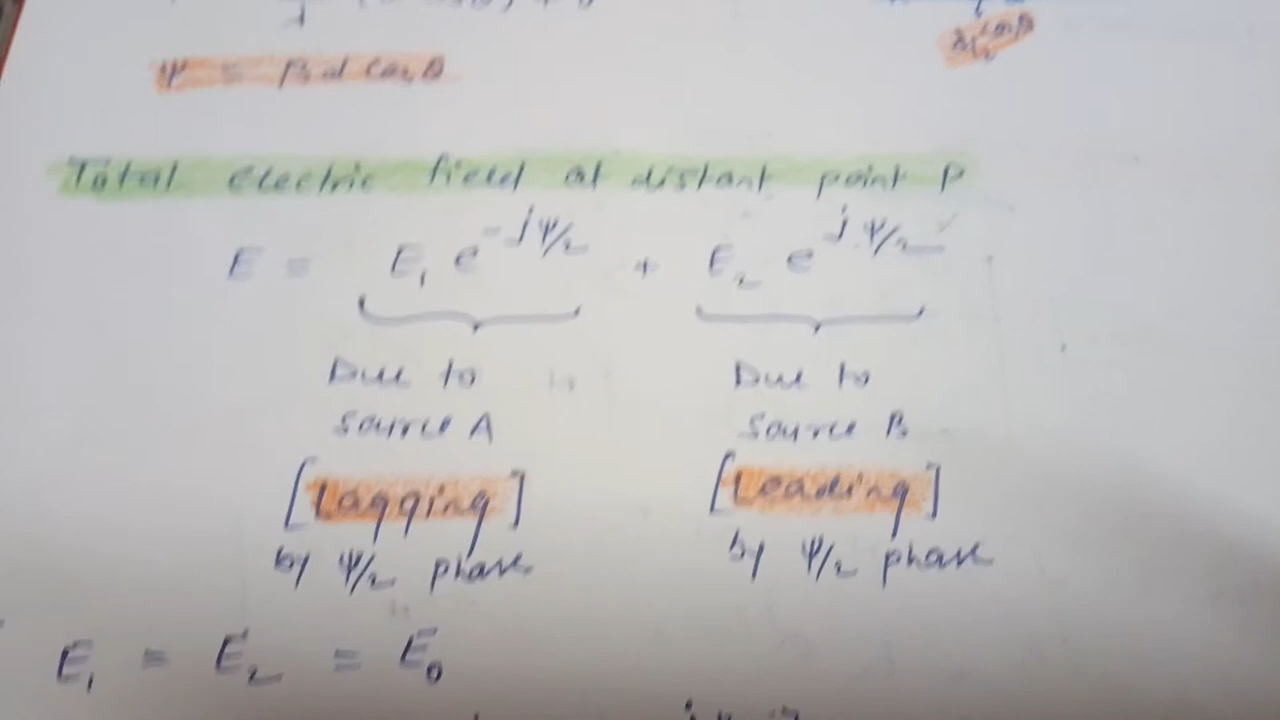 ψ = βd cosθ
Total electric field at distant point P
E = E₁ e^(-jψ/2) + E₂ e^(jψ/2)
Due to Due to
source A source B
[Lagging] [Leading]
by ψ/2 phase by ψ/2 phase
E₁ = E₂ = E₀